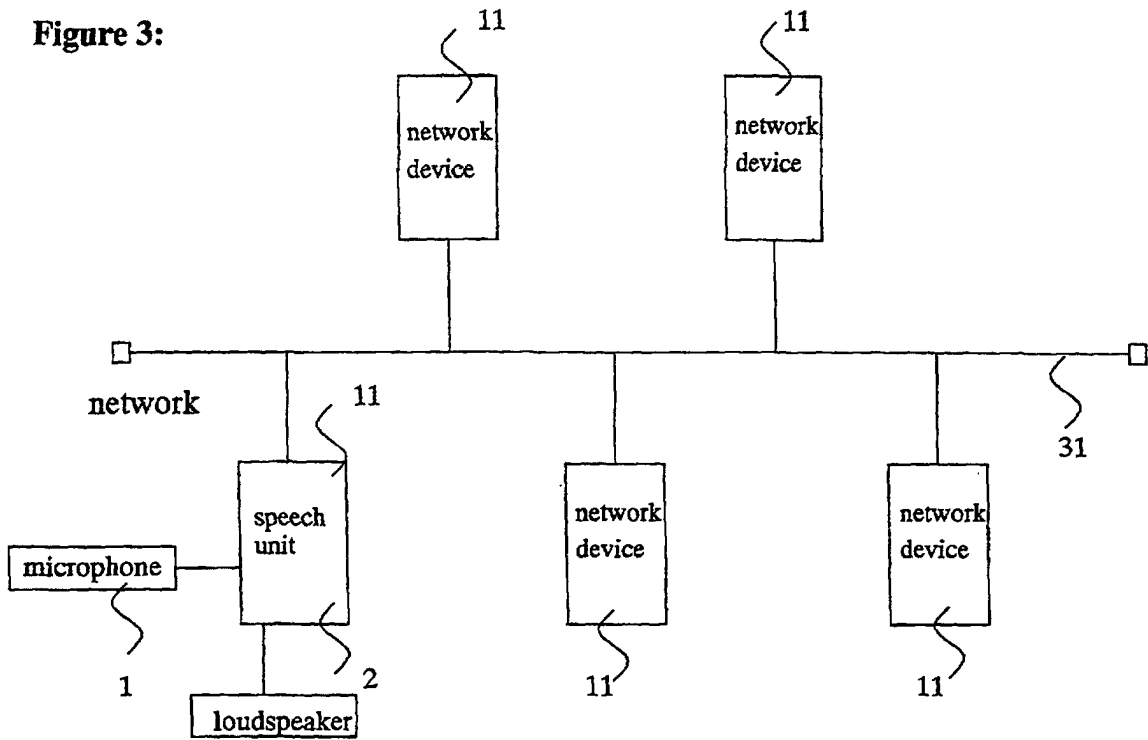 Figure 3:
11
11
network
device
network
device
network
11
31
speech
unit
network
device
network
device
microphone
1
2
11
11
loudspeaker